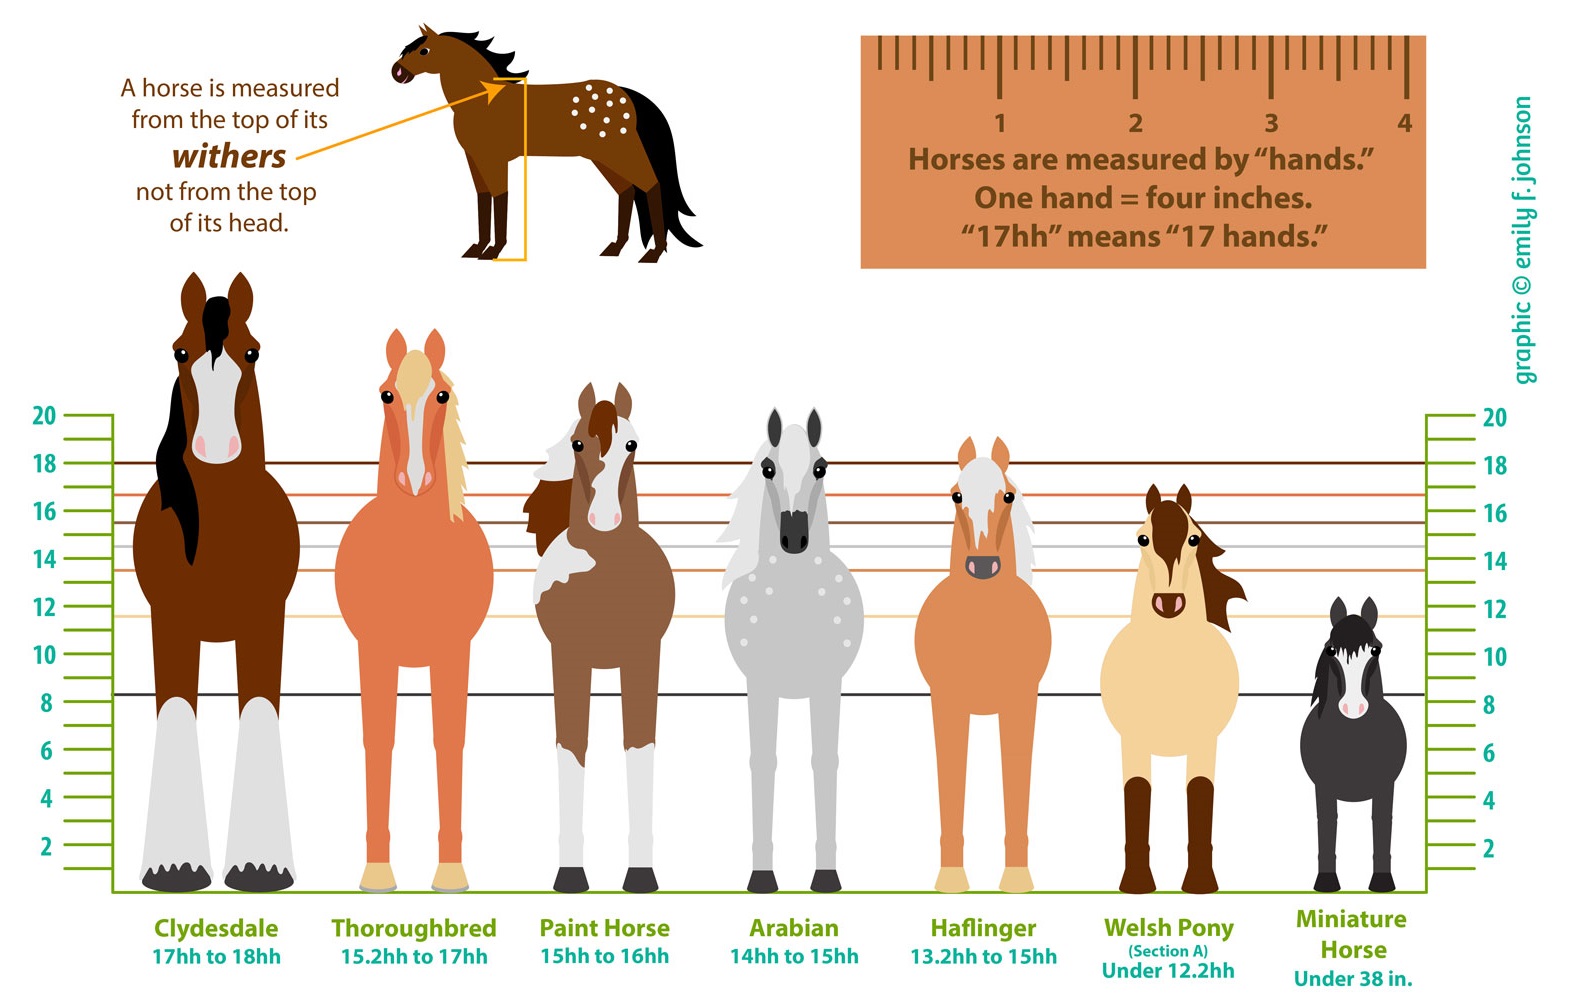 A horse is measured
from the top of its
withers
not from the top
of its head.
1 2 3 4
Horses are measured by “hands.”
One hand = four inches.
“17hh” means “17 hands.”
graphic © emily f. johnson
20 20
18 18
16 16
14 14
12 12
10 10
8 8
6 6
4 4
2 2
Clydesdale
17hh to 18hh
Thoroughbred
15.2hh to 17hh
Paint Horse
15hh to 16hh
Arabian
14hh to 15hh
Haflinger
13.2hh to 15hh
Welsh Pony
(Section A)
Under 12.2hh
Miniature
Horse
Under 38 in.